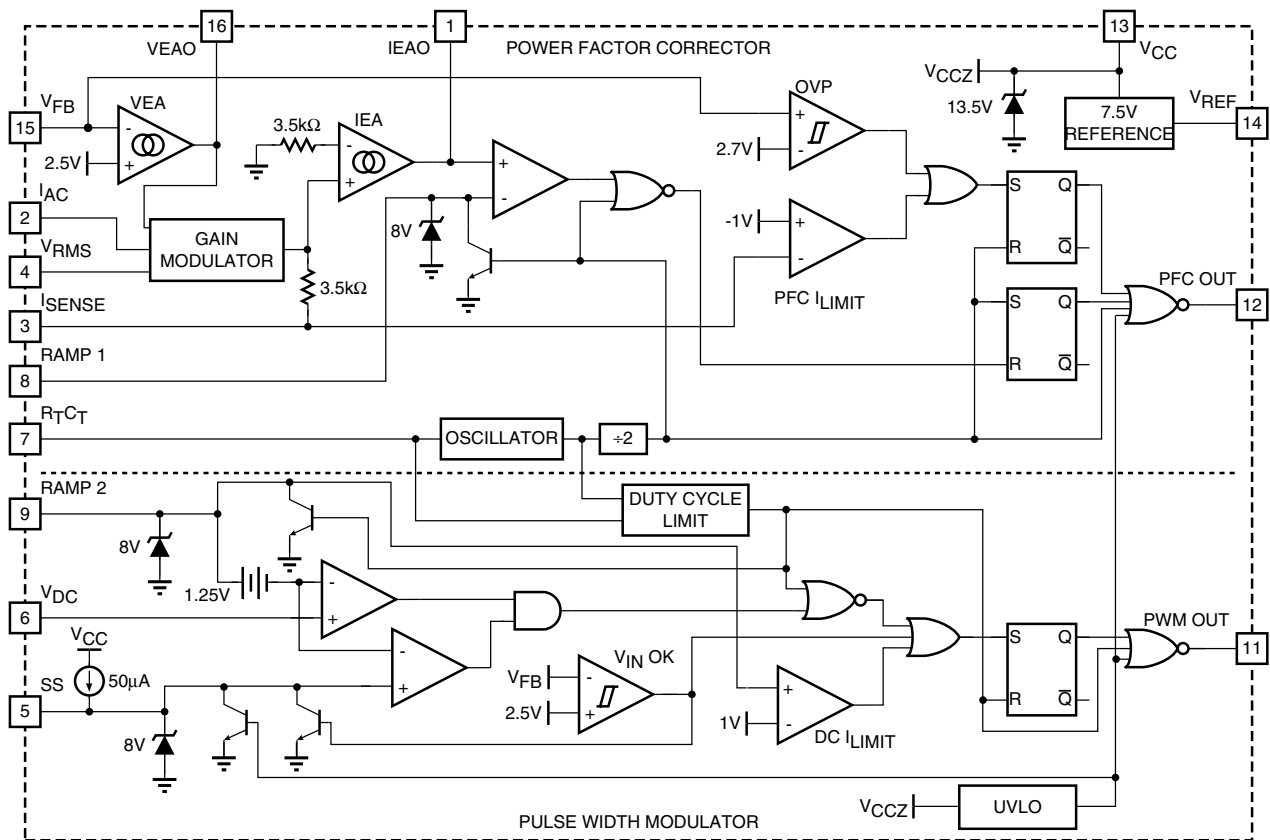 16
1
13
VEAO
IEAO
POWER FACTOR CORRECTOR
VCC
VCCZ
13.5V
7.5V
REFERENCE
VREF
14
VFB
15
VEA
-
+
2.5V
3.5kΩ
IEA
-
+
OVP
+
-
2.7V
+
-
8V
-1V
+
-
PFC ILIMIT
S
Q
R
Q
S
Q
R
Q
PFC OUT
12
IAC
2
VRMS
4
GAIN
MODULATOR
3.5kΩ
ISENSE
3
RAMP 1
8
RTCT
7
OSCILLATOR
÷2
RAMP 2
9
DUTY CYCLE
LIMIT
8V
1.25V
-
+
VDC
6
VCC
50µA
SS
5
-
+
8V
VIN OK
VFB
-
2.5V
+
+
1V
-
DC ILIMIT
S
Q
R
Q
PWM OUT
11
VCCZ
UVLO
PULSE WIDTH MODULATOR